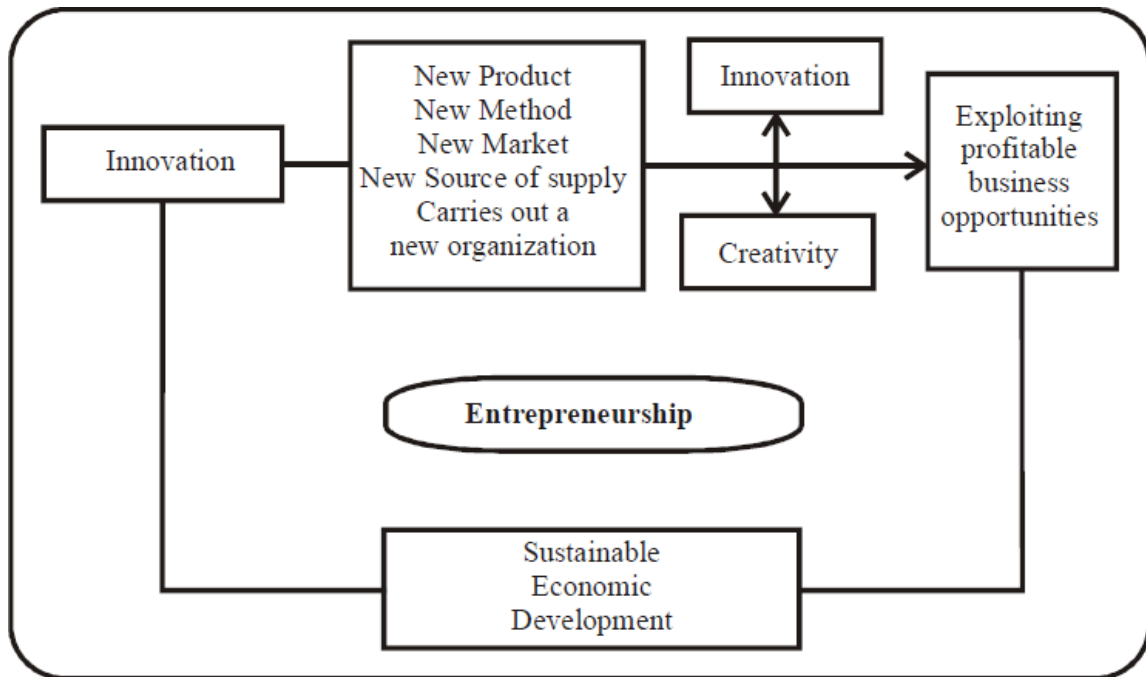 Innovation
New Product
New Method
New Market
New Source of supply
Carries out a
new organization
Innovation
Creativity
Exploiting
profitable
business
opportunities
Entrepreneurship
Sustainable
Economic
Development